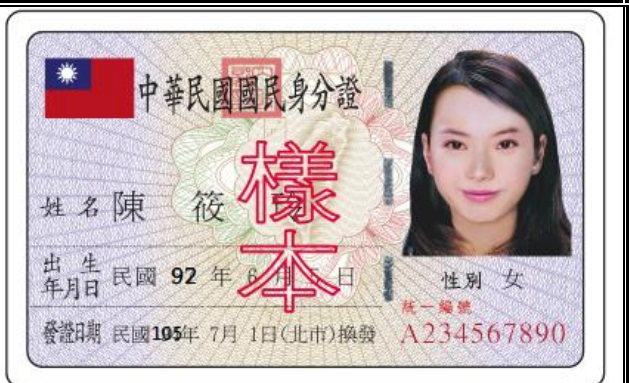 中華民國國民身分證
樣本
姓名 陳筱
性別 女
出生年月日 民國 92 年 6 月 5 日
統一編號
發證日期 民國105年 7月 1日(北市)換發
A234567890